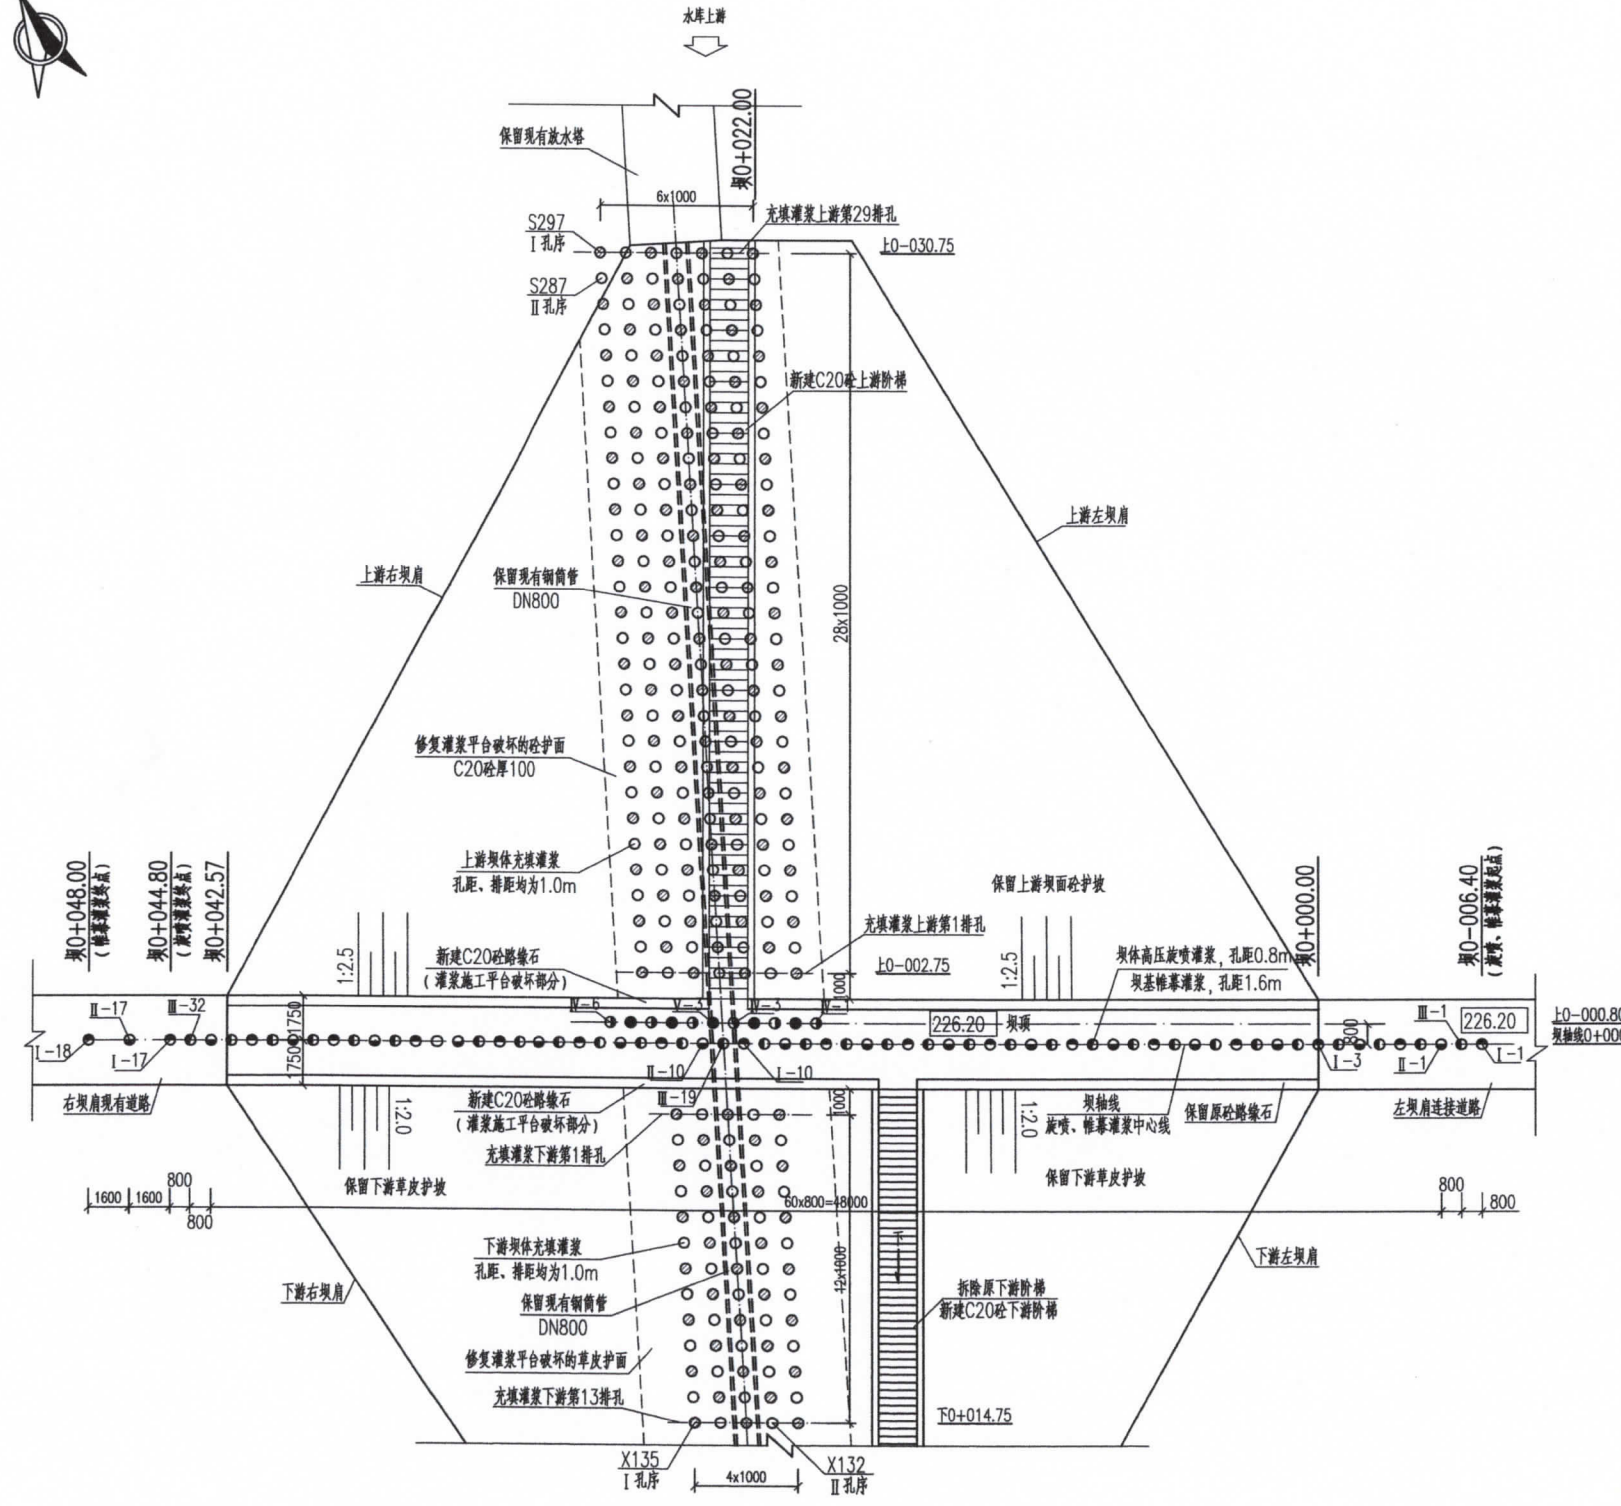 水库上游
坝0+022.00
保留现有放水塔
6x1000
充填灌浆上游第29排孔
S297
Ⅰ孔序
上0-030.75
S287
Ⅱ孔序
新建C20砼上游阶梯
上游左坝肩
上游右坝肩
保留现有钢筒管
DN800
28x1000
修复灌浆平台破坏的砼护面
C20砼厚100
上游坝体充填灌浆
孔距、排距均为1.0m
保留上游坝面砼护坡
坝0+048.00
(帷幕灌浆终点)
坝0+044.80
(旋喷灌浆终点)
坝0+042.57
坝0+000.00
坝0-006.40
(旋喷、帷幕灌浆起点)
充填灌浆上游第1排孔
1:2.5
新建C20砼路缘石
(灌浆施工平台破坏部分)
上0-002.75
1:2.5
坝体高压旋喷灌浆,孔距0.8m
坝基帷幕灌浆,孔距1.6m
1000
Ⅱ-17
Ⅲ-32
1750
1750
Ⅳ-6
Ⅴ-3
Ⅳ-3
226.20
坝顶
800
Ⅲ-1
226.20
上0-000.80
Ⅰ-18
Ⅰ-17
Ⅱ-10
Ⅰ-10
Ⅰ-3
Ⅱ-1
Ⅰ-1
右坝肩现有道路
1:2.0
新建C20砼路缘石
(灌浆施工平台破坏部分)
Ⅲ-19
1000
坝轴线
旋喷、帷幕灌浆中心线
1:2.0
保留原砼路缘石
左坝肩连接道路
充填灌浆下游第1排孔
保留下游草皮护坡
保留下游草皮护坡
1600
1600
800
800
60x800=48000
800
800
下游坝体充填灌浆
孔距、排距均为1.0m
12x1000
下
下游左坝肩
下游右坝肩
保留现有钢筒管
DN800
拆除原下游阶梯
新建C20砼下游阶梯
修复灌浆平台破坏的草皮护面
充填灌浆下游第13排孔
下0+014.75
X135
Ⅰ孔序
4x1000
X132
Ⅱ孔序